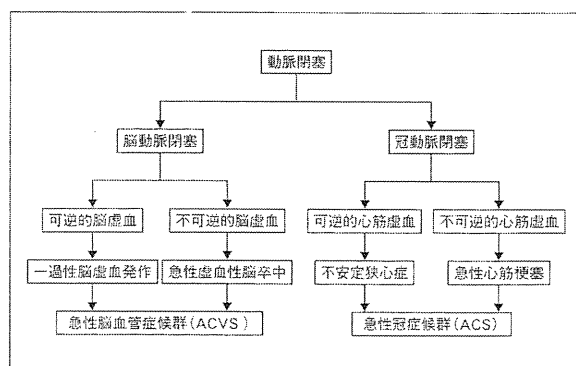 動脈閉塞
脳動脈閉塞
冠動脈閉塞
可逆的脳虚血
不可逆的脳虚血
可逆的心筋虚血
不可逆的心筋虚血
一過性脳虚血発作
急性虚血性脳卒中
不安定狭心症
急性心筋梗塞
急性脳血管症候群(ACVS)
急性冠症候群(ACS)